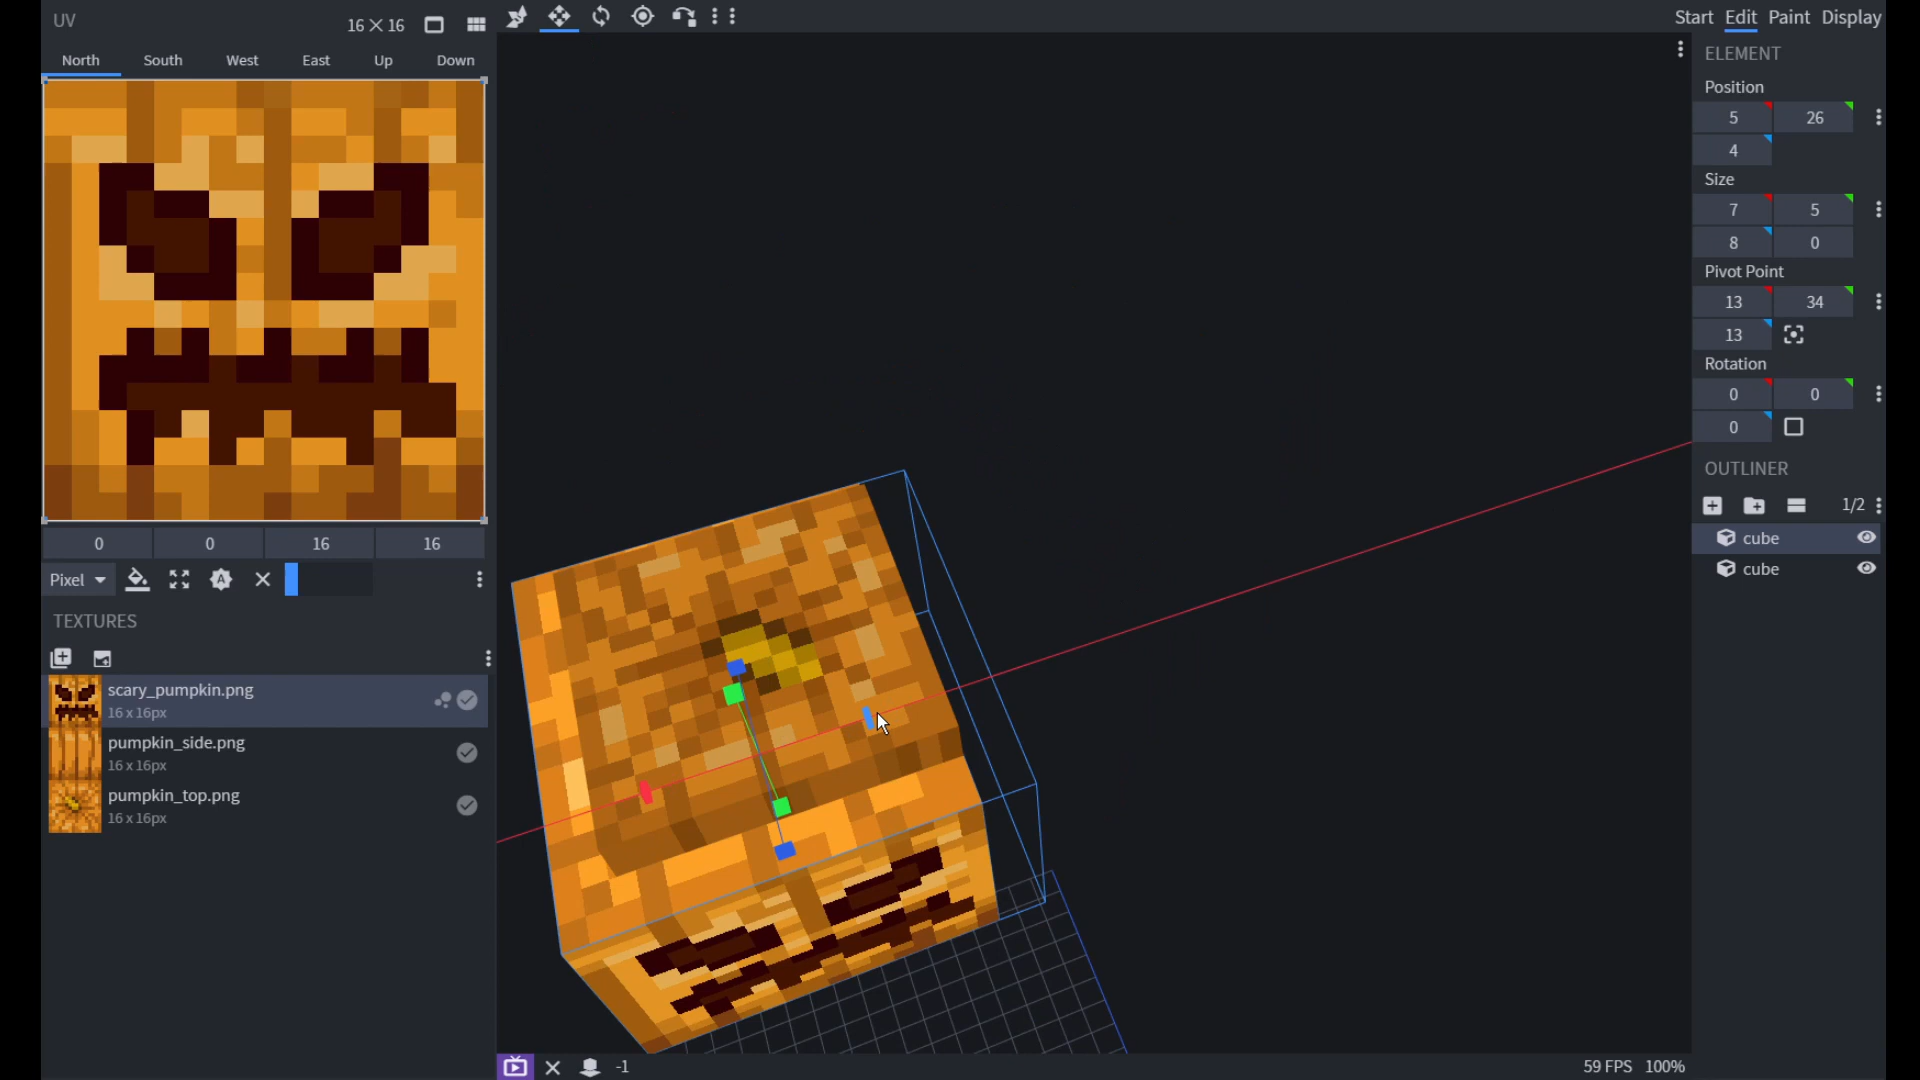 UV
16 × 16
North South West East Up Down
0 0 16 16
Pixel
TEXTURES
scary_pumpkin.png
16 x 16px
pumpkin_side.png
16 x 16px
pumpkin_top.png
16 x 16px
Start Edit Paint Display
ELEMENT
Position
5 26
4
Size
7 5
8 0
Pivot Point
13 34
13
Rotation
0 0
0
OUTLINER
1/2
cube
cube
-1
59 FPS 100%